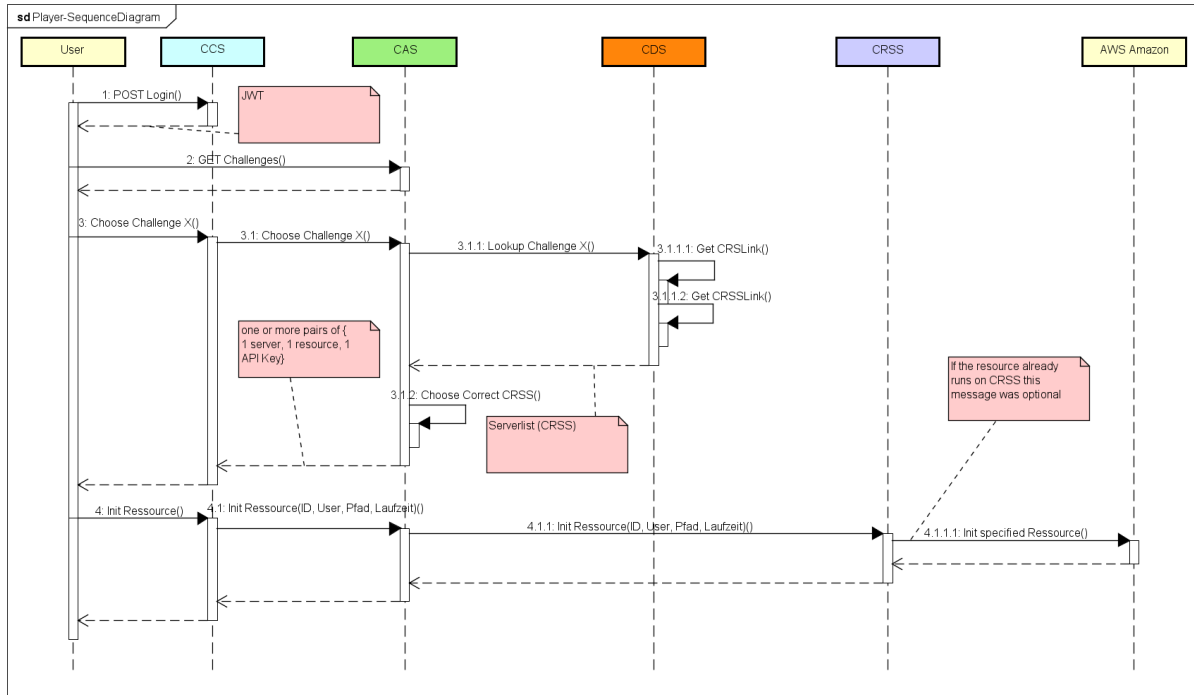 sd Player-SequenceDiagram
User
CCS
CAS
CDS
CRSS
AWS Amazon
1: POST Login()
JWT
2: GET Challenges()
3: Choose Challenge X()
3.1: Choose Challenge X()
3.1.1: Lookup Challenge X()
3.1.1.1: Get CRSLink()
3.1.1.2: Get CRSSLink()
one or more pairs of {
1 server, 1 resource, 1
API Key}
If the resource already
runs on CRSS this
message was optional
3.1.2: Choose Correct CRSS()
Serverlist (CRSS)
4: Init Ressource()
4.1: Init Ressource(ID, User, Pfad, Laufzeit)()
4.1.1: Init Ressource(ID, User, Pfad, Laufzeit)()
4.1.1.1: Init specified Ressource()